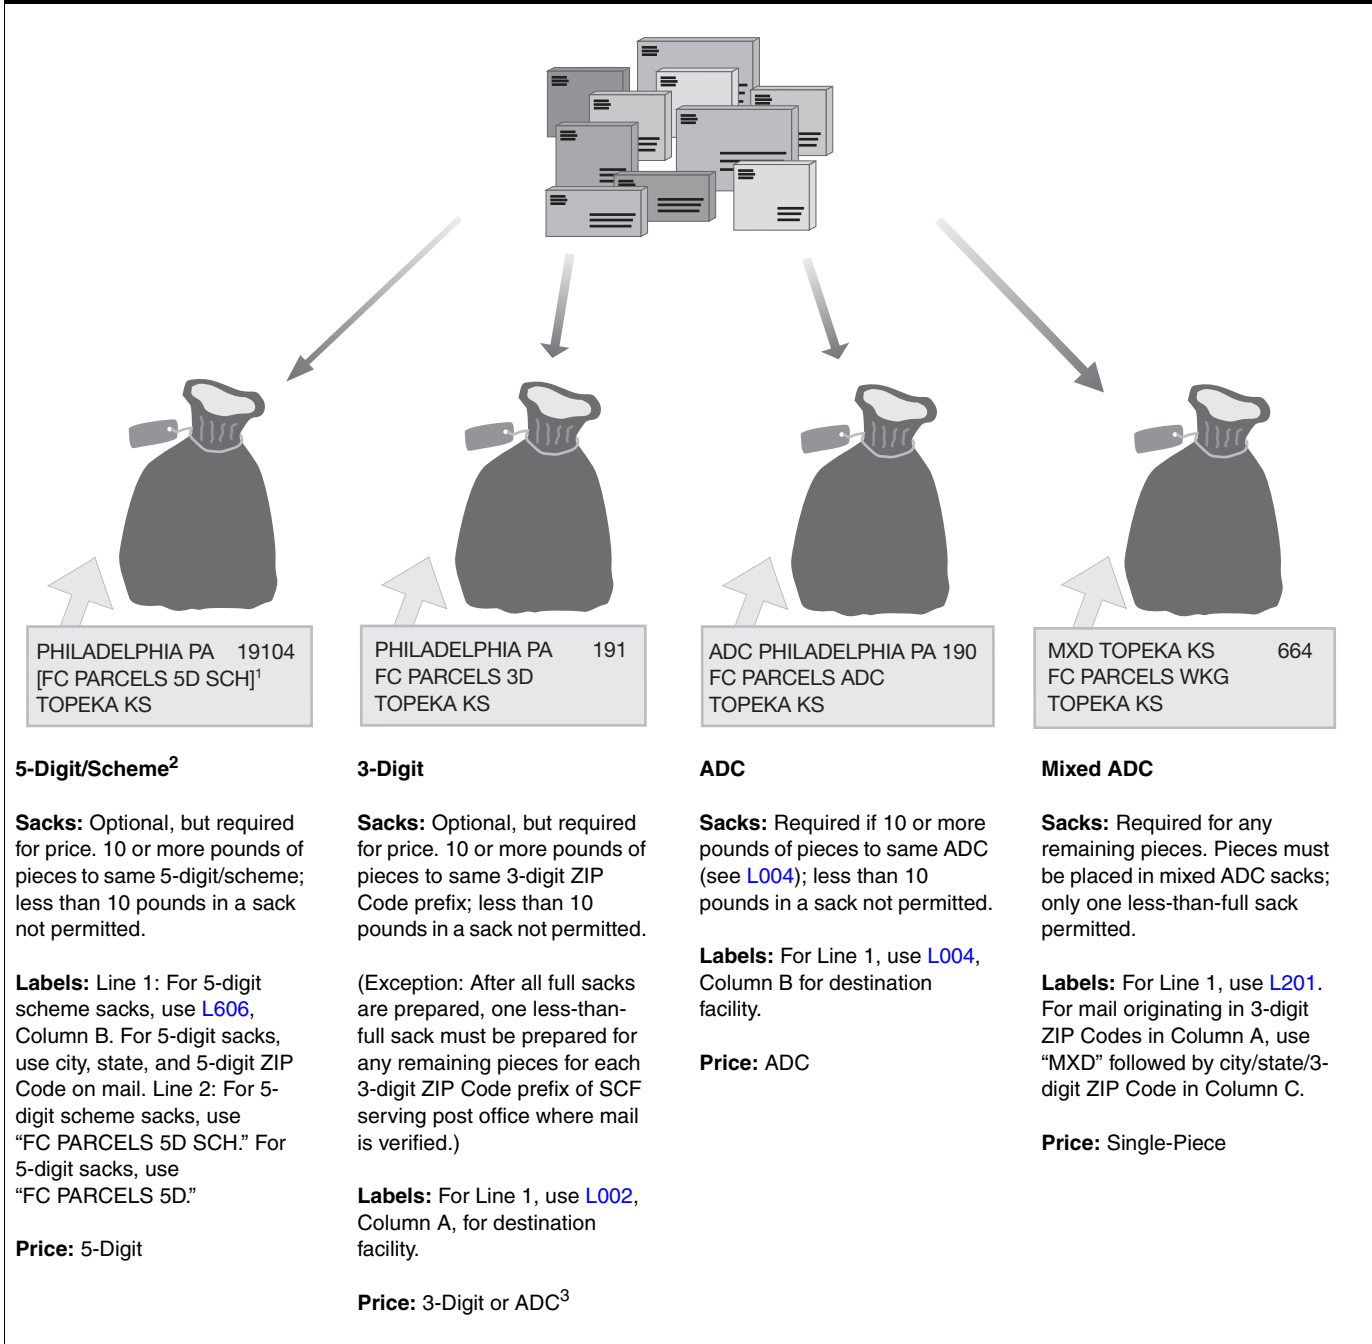 PHILADELPHIA PA 19104
[FC PARCELS 5D SCH]1
TOPEKA KS
PHILADELPHIA PA 191
FC PARCELS 3D
TOPEKA KS
ADC PHILADELPHIA PA 190
FC PARCELS ADC
TOPEKA KS
MXD TOPEKA KS 664
FC PARCELS WKG
TOPEKA KS
5-Digit/Scheme2
Sacks: Optional, but required
for price. 10 or more pounds of
pieces to same 5-digit/scheme;
less than 10 pounds in a sack
not permitted.
Labels: Line 1: For 5-digit
scheme sacks, use L606,
Column B. For 5-digit sacks,
use city, state, and 5-digit ZIP
Code on mail. Line 2: For 5-
digit scheme sacks, use
“FC PARCELS 5D SCH.” For
5-digit sacks, use
“FC PARCELS 5D.”
Price: 5-Digit
3-Digit
Sacks: Optional, but required
for price. 10 or more pounds of
pieces to same 3-digit ZIP
Code prefix; less than 10
pounds in a sack not permitted.
(Exception: After all full sacks
are prepared, one less-than-
full sack must be prepared for
any remaining pieces for each
3-digit ZIP Code prefix of SCF
serving post office where mail
is verified.)
Labels: For Line 1, use L002,
Column A, for destination
facility.
Price: 3-Digit or ADC3
ADC
Sacks: Required if 10 or more
pounds of pieces to same ADC
(see L004); less than 10
pounds in a sack not permitted.
Labels: For Line 1, use L004,
Column B for destination
facility.
Price: ADC
Mixed ADC
Sacks: Required for any
remaining pieces. Pieces must
be placed in mixed ADC sacks;
only one less-than-full sack
permitted.
Labels: For Line 1, use L201.
For mail originating in 3-digit
ZIP Codes in Column A, use
“MXD” followed by city/state/3-
digit ZIP Code in Column C.
Price: Single-Piece